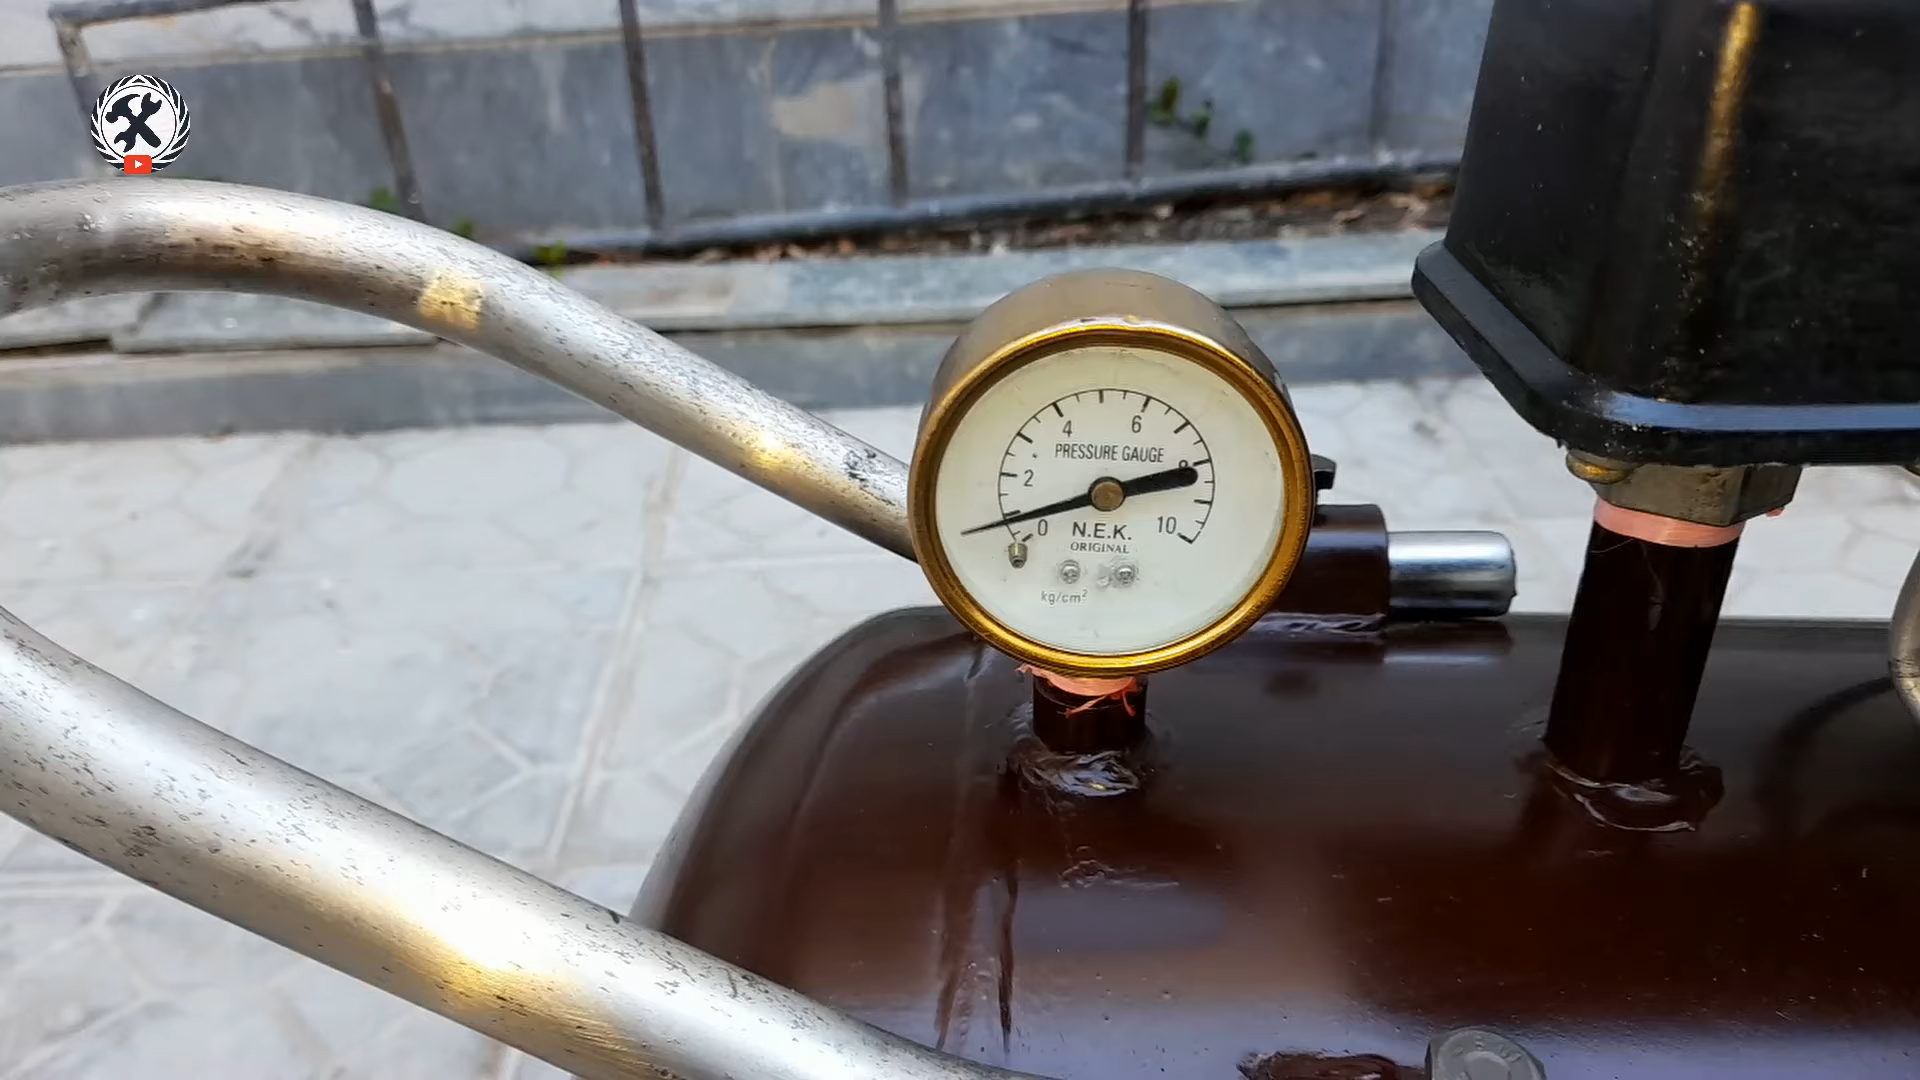 4 6
PRESSURE GAUGE
2 8
0 10
N.E.K.
ORIGINAL
kg/cm²